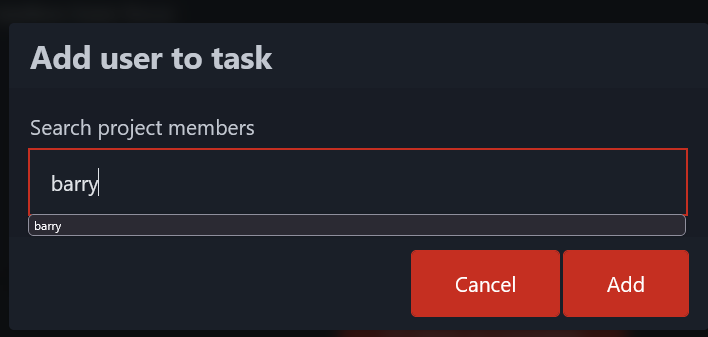 Add user to task
Search project members
barry
barry
Cancel Add